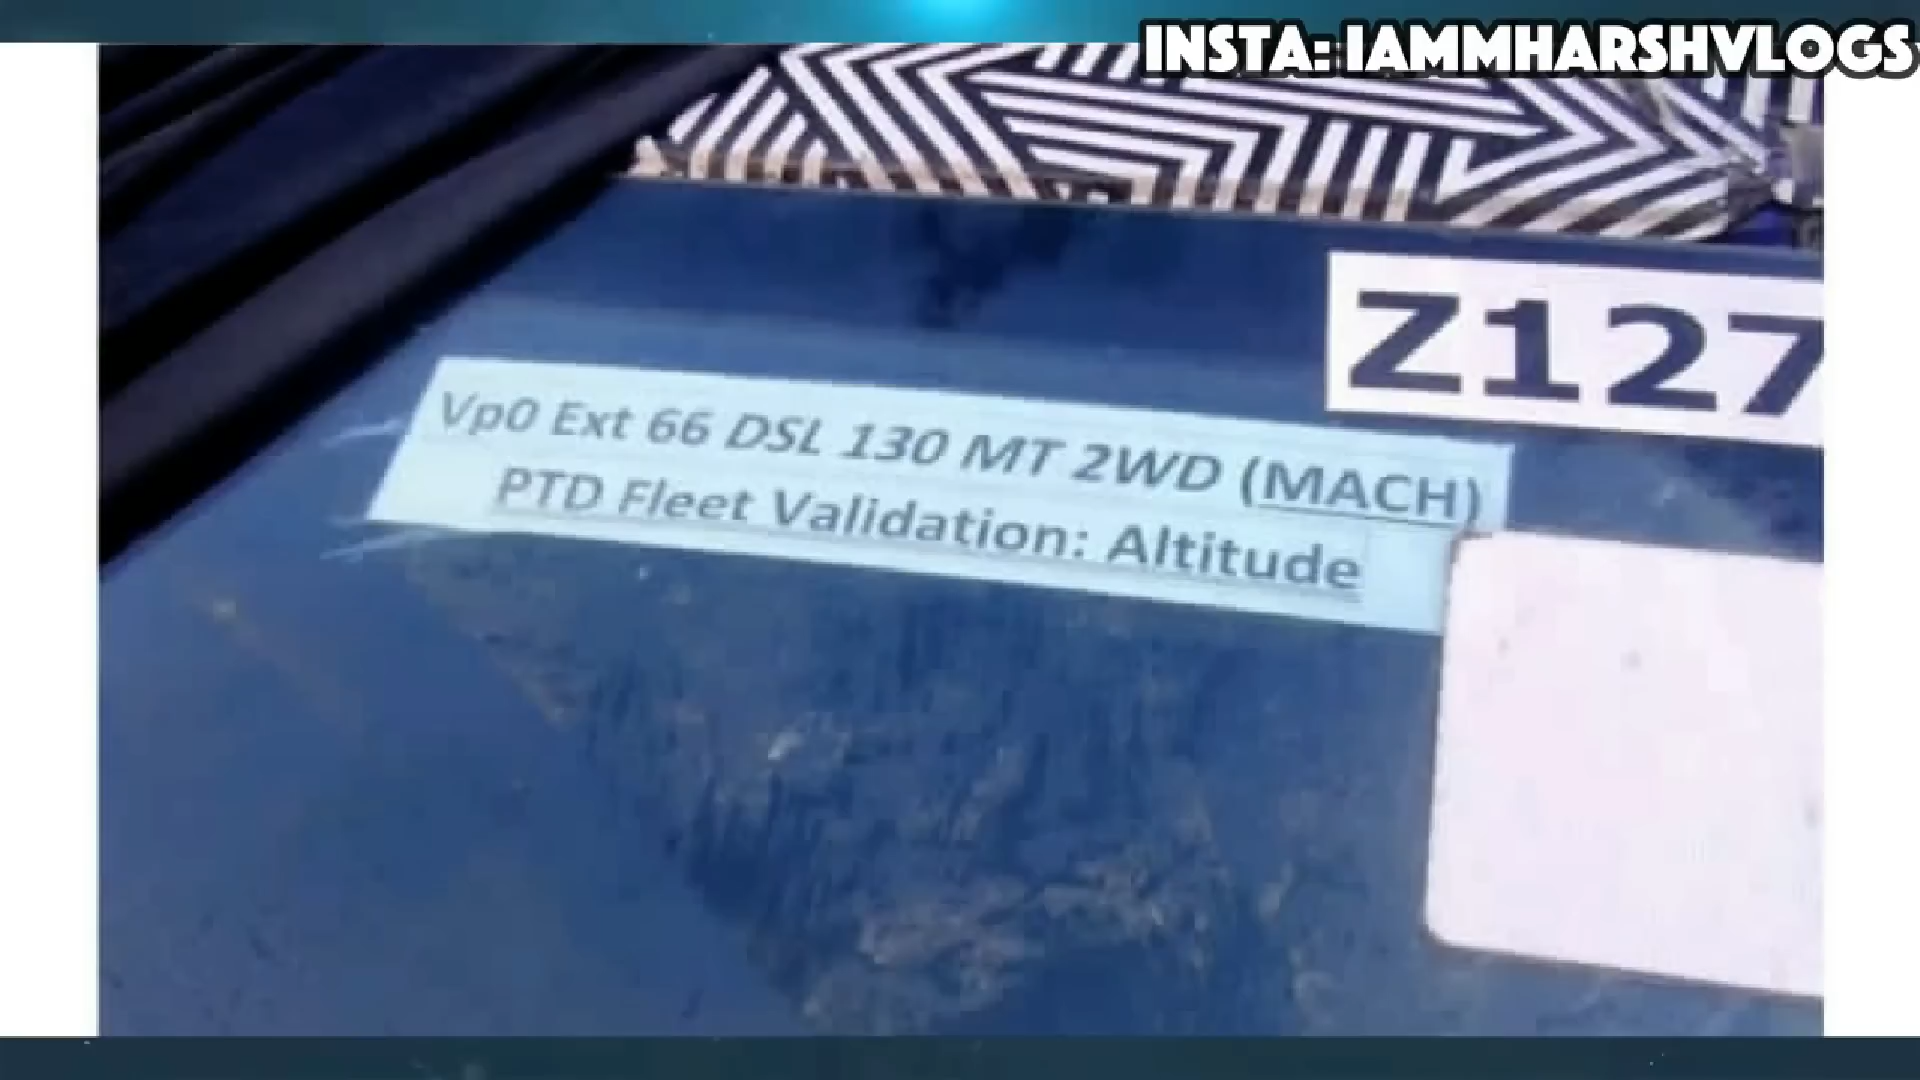 INSTA: IAMMHARSHVLOGS
Z127
Vp0 Ext 66 DSL 130 MT 2WD (MACH)
PTD Fleet Validation: Altitude